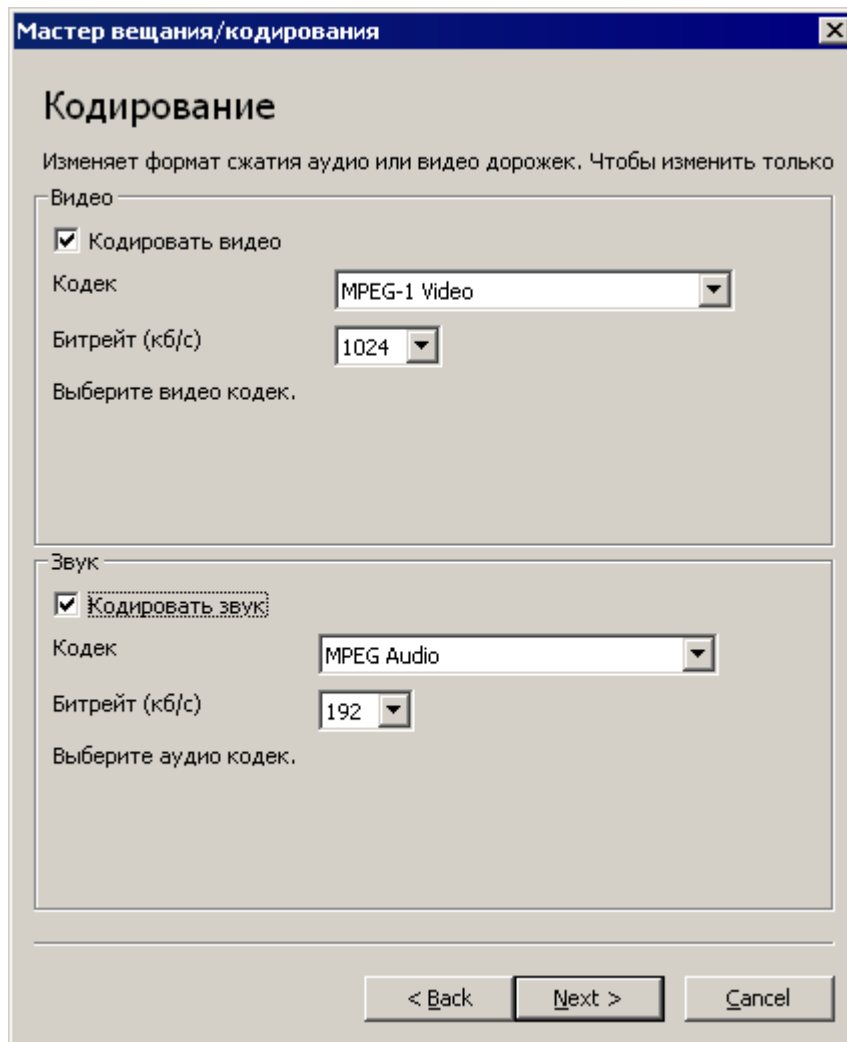 Мастер вещания/кодирования
Кодирование
Изменяет формат сжатия аудио или видео дорожек. Чтобы изменить только
Видео
Кодировать видео
Кодек MPEG-1 Video
Битрейт (кб/с) 1024
Выберите видео кодек.
Звук
Кодировать звук
Кодек MPEG Audio
Битрейт (кб/с) 192
Выберите аудио кодек.
< Back Next > Cancel